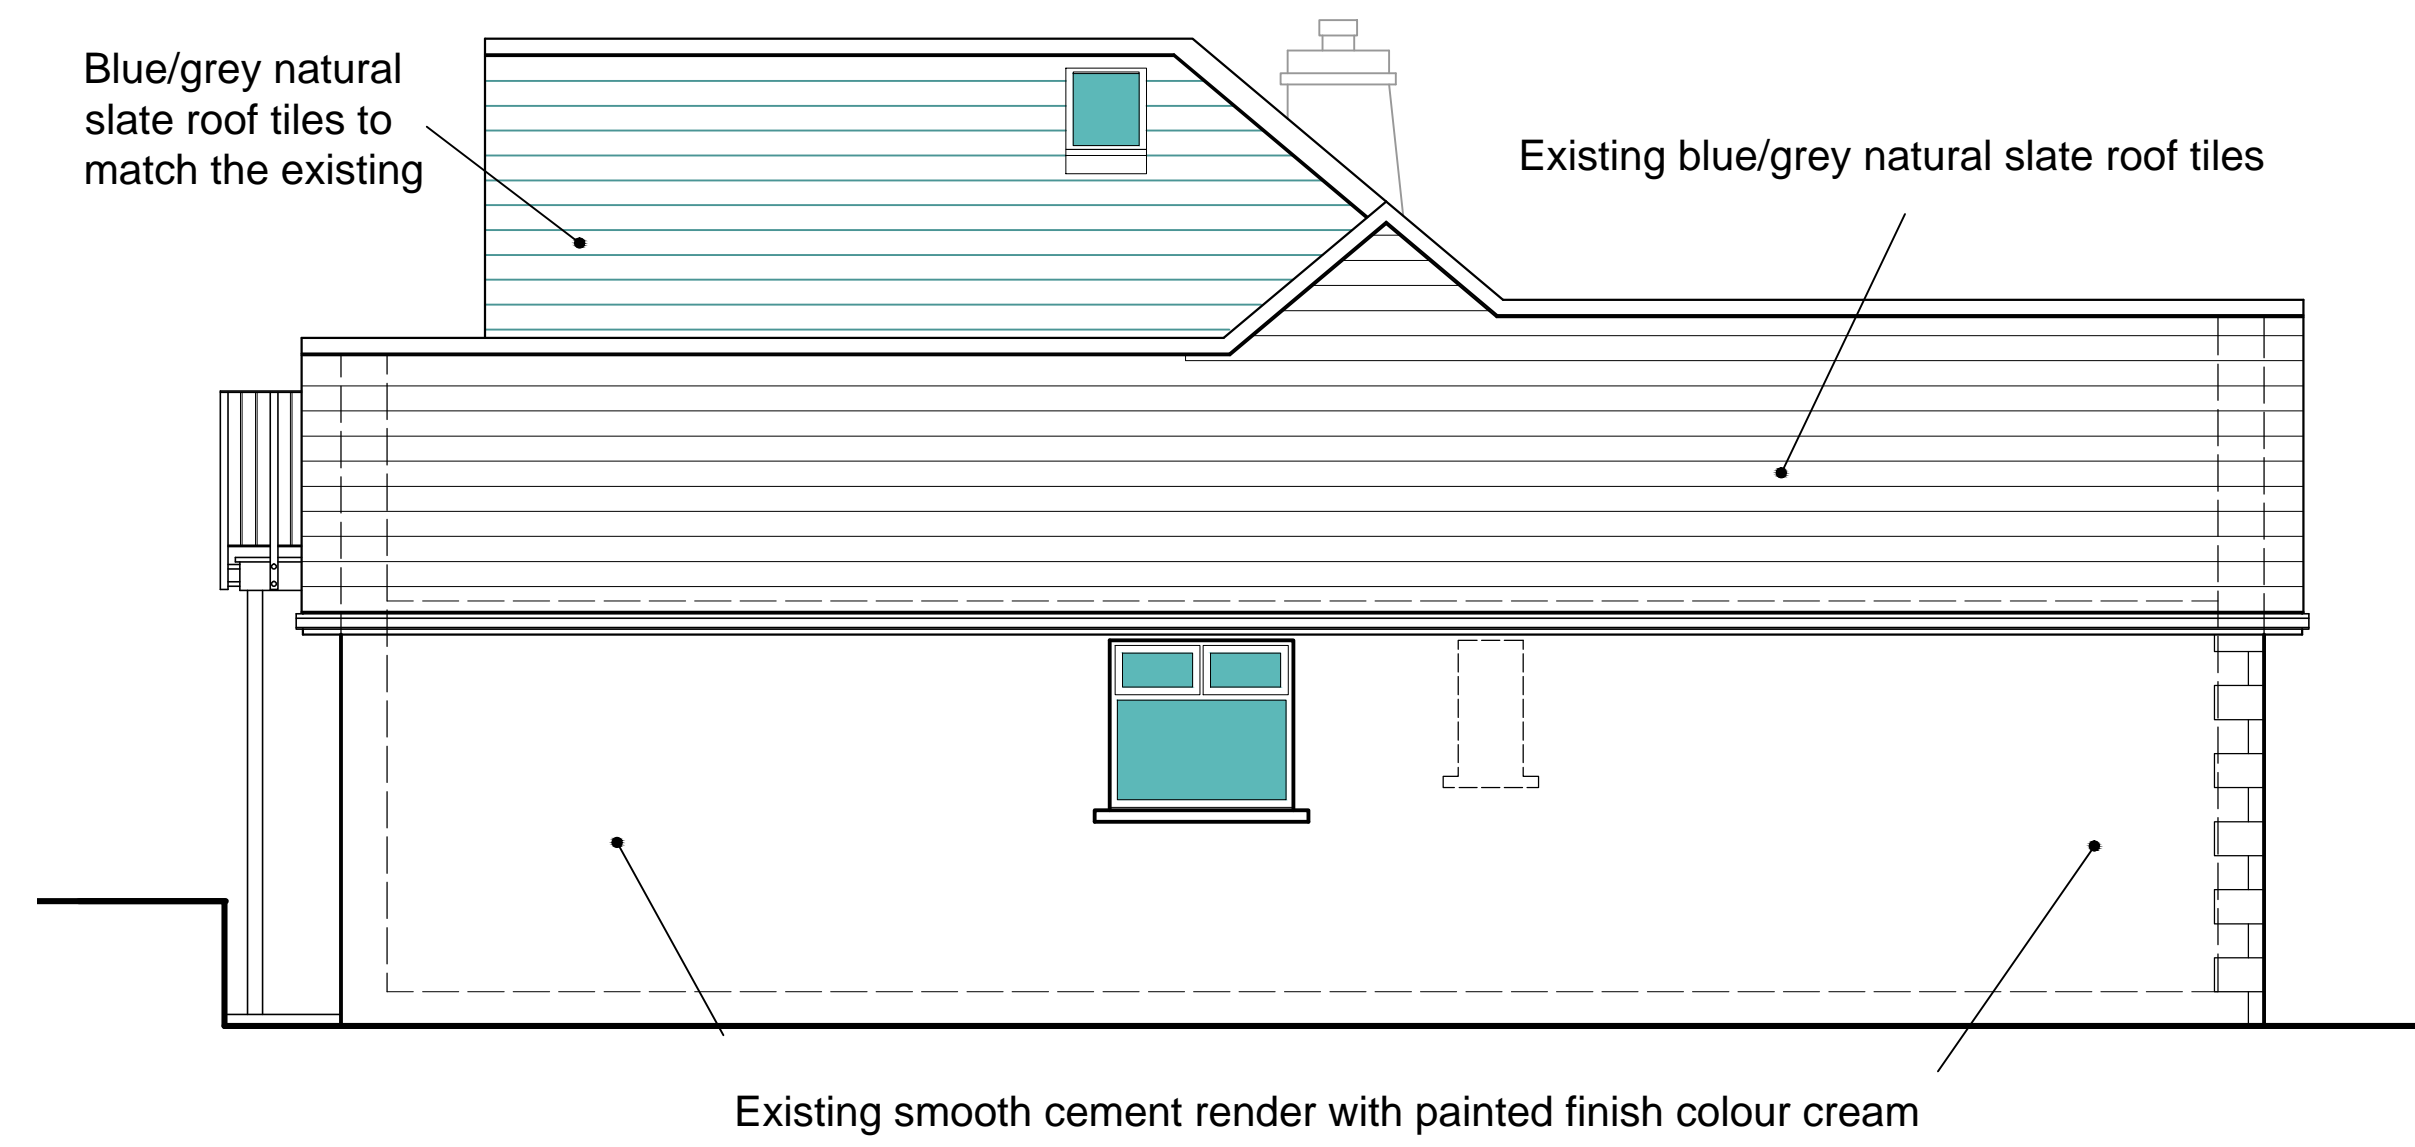 Blue/grey natural
slate roof tiles to
match the existing
Existing blue/grey natural slate roof tiles
Existing smooth cement render with painted finish colour cream